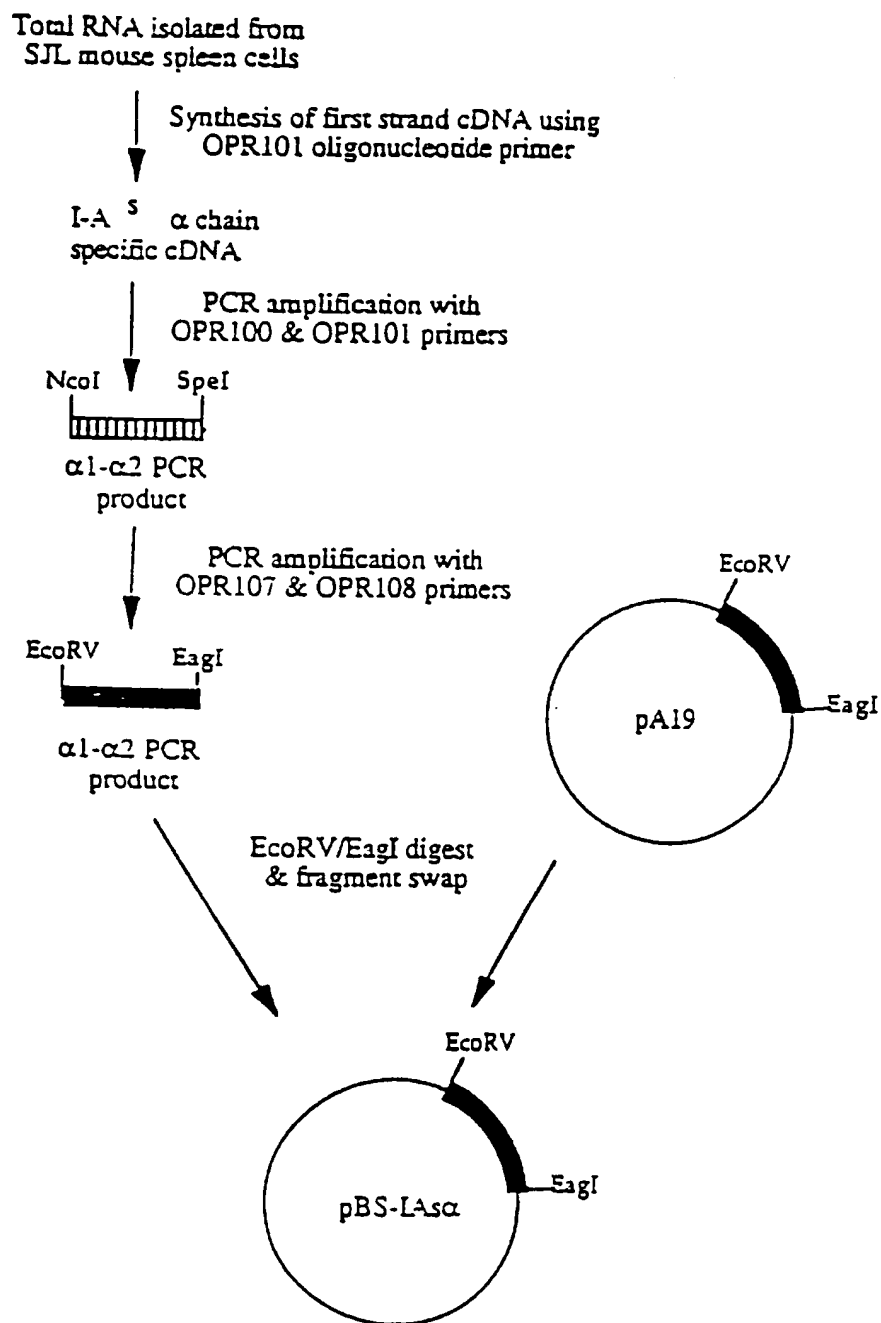 Total RNA isolated from
SJL mouse spleen cells
Synthesis of first strand cDNA using
OPR101 oligonucleotide primer
I-A s α chain
specific cDNA
PCR amplification with
OPR100 & OPR101 primers
NcoI SpeI
α1-α2 PCR
product
PCR amplification with
OPR107 & OPR108 primers
EcoRV
EcoRV EagI
EagI
pA19
α1-α2 PCR
product
EcoRV/EagI digest
& fragment swap
EcoRV
EagI
pBS-IAsα